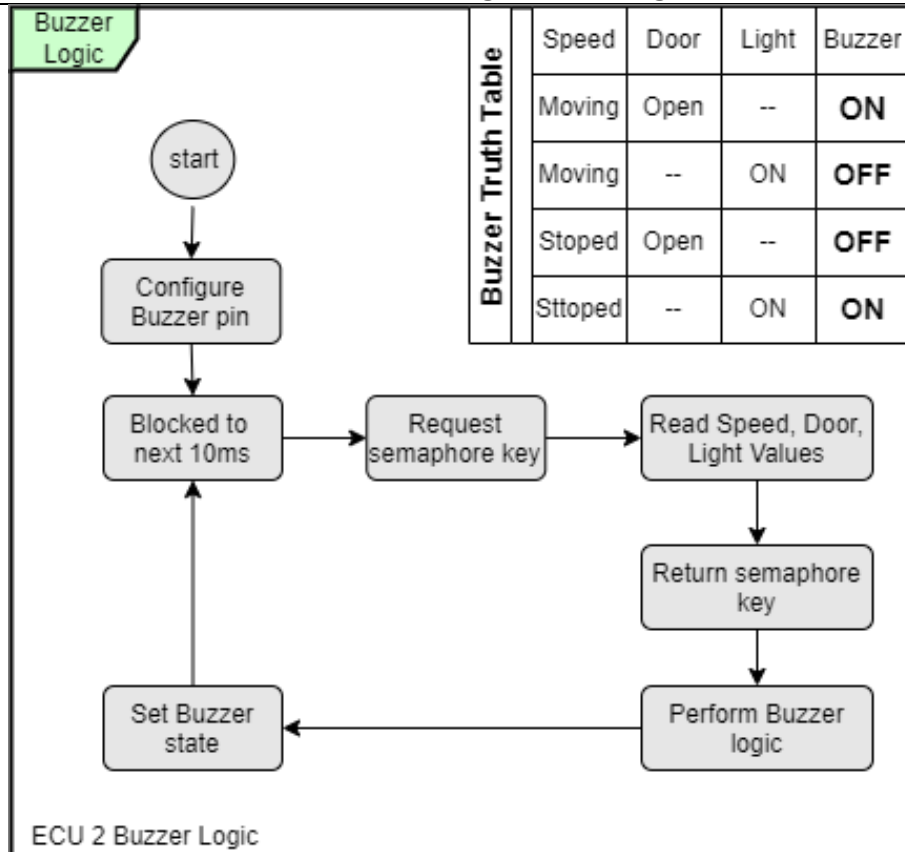 Buzzer
Logic
Buzzer Truth Table
Speed Door Light Buzzer
Moving Open -- ON
Moving -- ON OFF
Stoped Open -- OFF
Sttoped -- ON ON
start
Configure
Buzzer pin
Blocked to
next 10ms
Request
semaphore key
Read Speed, Door,
Light Values
Return semaphore
key
Perform Buzzer
logic
Set Buzzer
state
ECU 2 Buzzer Logic